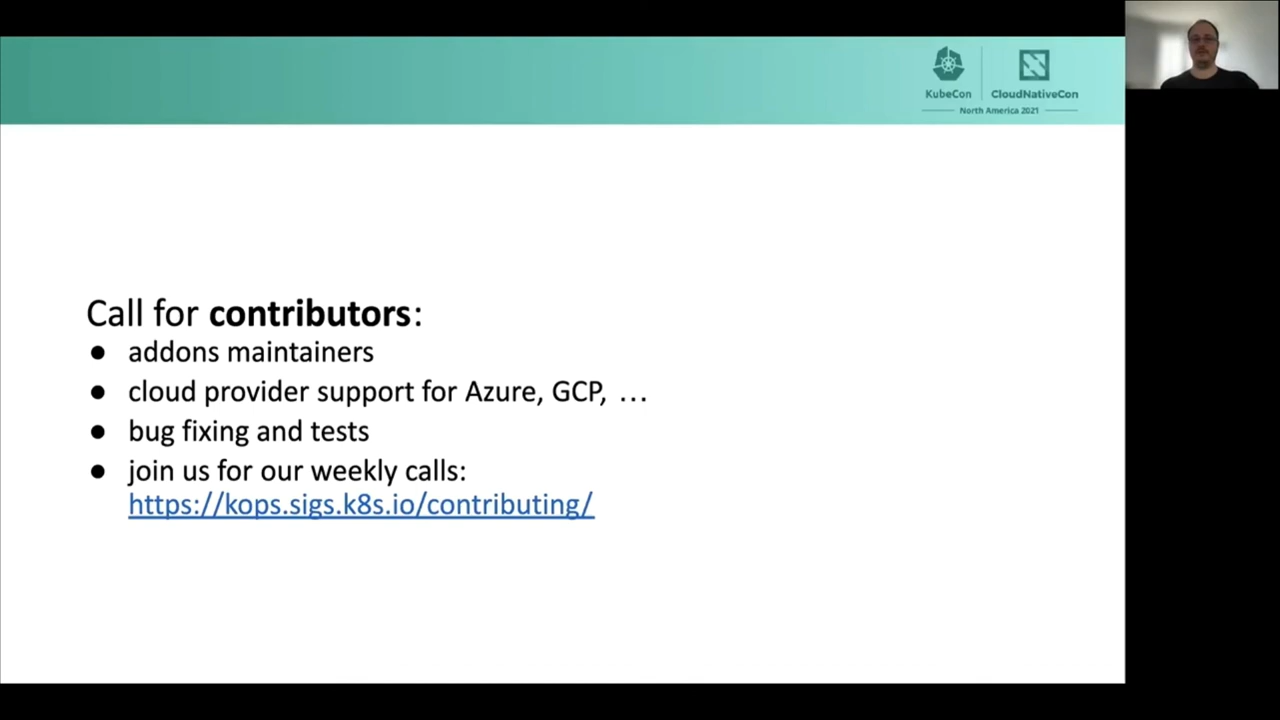 KubeCon
CloudNativeCon
North America 2021
Call for contributors:
● addons maintainers
● cloud provider support for Azure, GCP, …
● bug fixing and tests
● join us for our weekly calls:
https://kops.sigs.k8s.io/contributing/